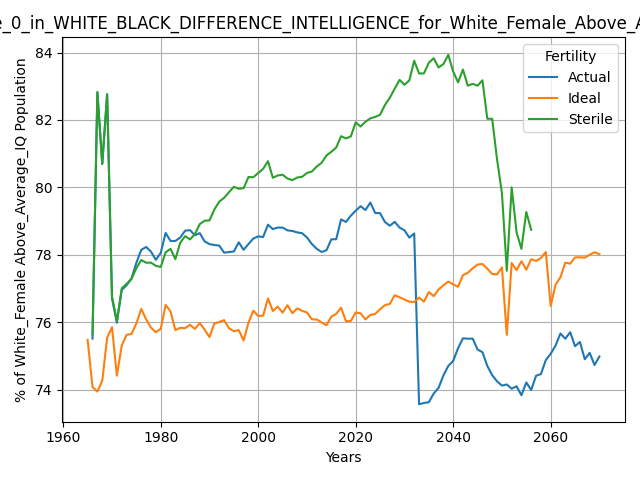 _0_in_WHITE_BLACK_DIFFERENCE_INTELLIGENCE_for_White_Female_Above_
% of White_Female Above_Average_IQ Population
84
82
80
78
76
74
1960
1980
2000
2020
2040
2060
Years
Fertility
Actual
Ideal
Sterile